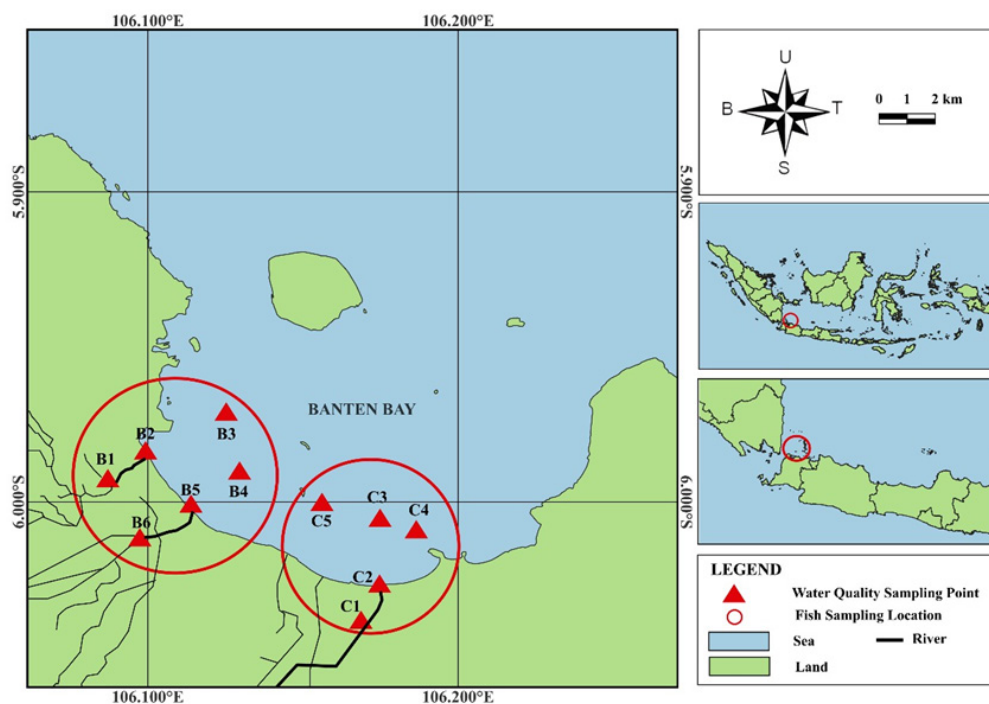 106.100°E
106.200°E
5.900°S
5.900°S
6.000°S
6.000°S
BANTEN BAY
B1
B2
B3
B4
B5
B6
C5
C3
C4
C2
C1
106.100°E
106.200°E
U
B
T
S
0 1 2 km
LEGEND
Water Quality Sampling Point
Fish Sampling Location
Sea
River
Land